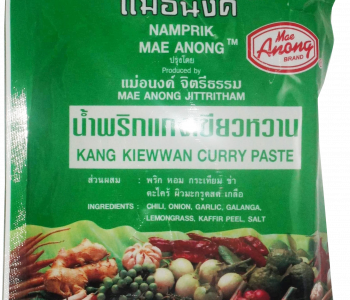 แม่อนงค์
NAMPRIK
MAE ANONG™
ปรุงโดย
Produced by
แม่อนงค์ จิตรีธรรม
MAE ANONG JITTRITHAM
Mae
Anong
BRAND
น้ำพริกแกงเขียวหวาน
KANG KIEWWAN CURRY PASTE
ส่วนผสม : พริก หอม กระเทียม ข่า
ตะไคร้ ผิวมะกรูดสด เกลือ
INGREDIENTS : CHILI, ONION, GARLIC, GALANGA,
LEMONGRASS, KAFFIR PEEL, SALT